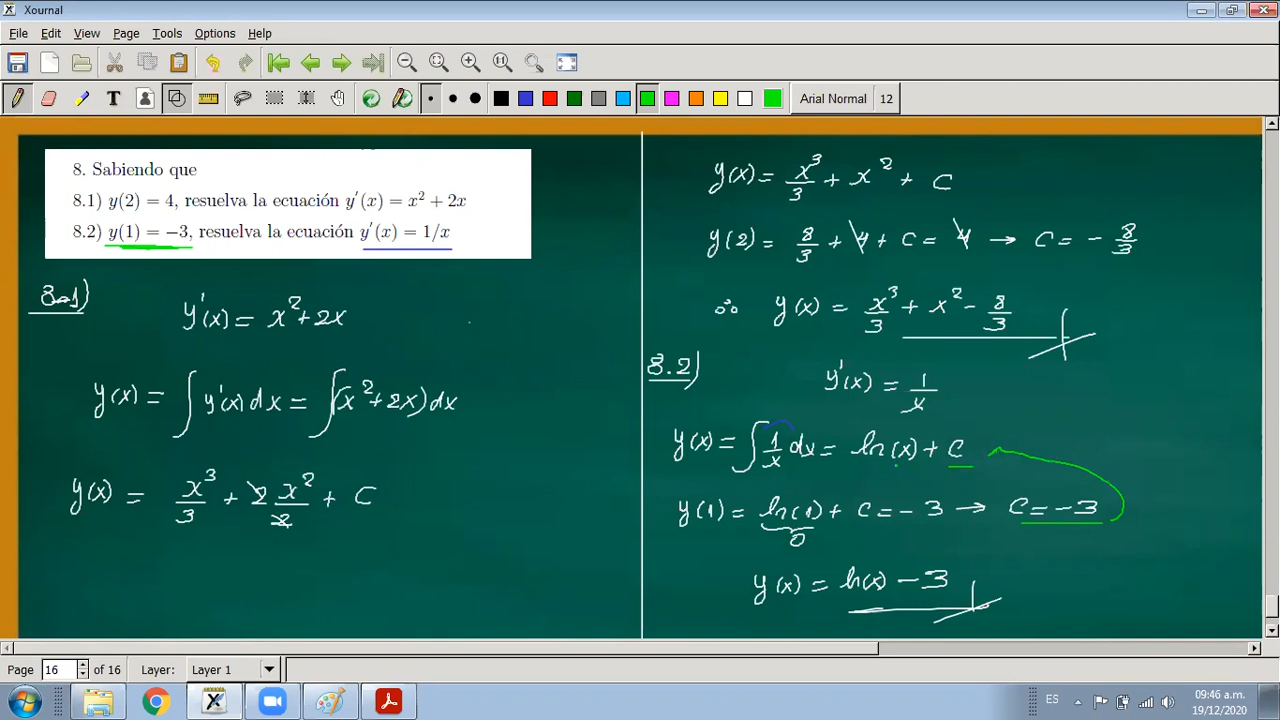 Xournal
File Edit View Page Tools Options Help
Arial Normal 12
8. Sabiendo que
8.1) y(2) = 4, resuelva la ecuación y′(x) = x² + 2x
8.2) y(1) = −3, resuelva la ecuación y′(x) = 1/x
8.1)
y'(x) = x² + 2x
y(x) = ∫ y'(x) dx = ∫ (x² + 2x) dx
y(x) = x³/3 + 2 x²/2 + C
y(x) = x³/3 + x² + C
y(2) = 8/3 + 4 + C = 4 → C = - 8/3
∴ y(x) = x³/3 + x² - 8/3
8.2)
y'(x) = 1/x
y(x) = ∫ 1/x dx = ln(x) + C
y(1) = ln(1) + C = -3 → C = -3
0
y(x) = ln(x) - 3
Page 16 of 16 Layer: Layer 1
ES 09:46 a.m.
19/12/2020